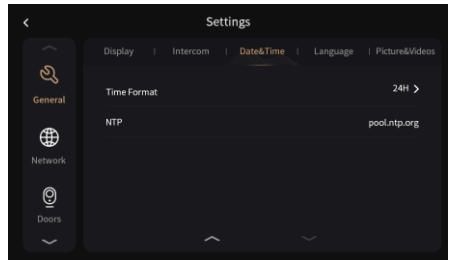 Settings
Display | Intercom | Date&Time | Language | Picture&Videos
General
Time Format 24H
NTP pool.ntp.org
Network
Doors